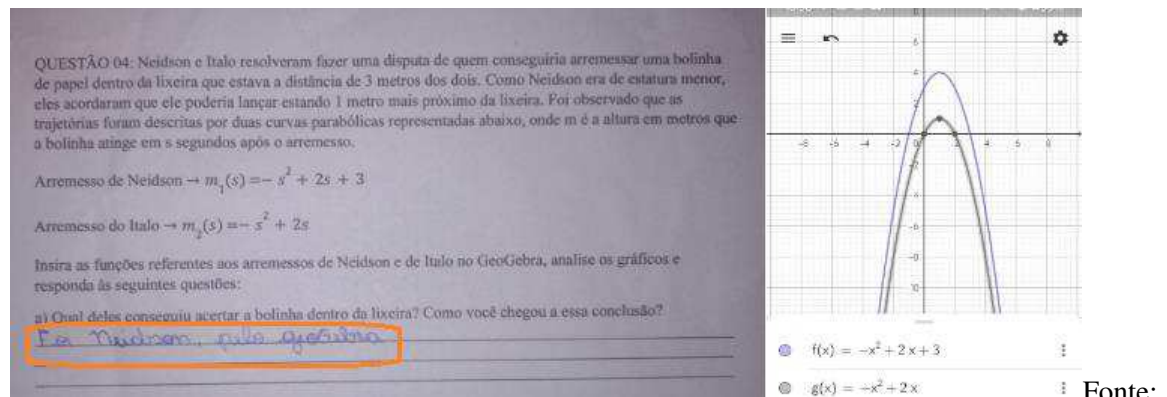 QUESTÃO 04: Neidson e Italo resolveram fazer uma disputa de quem conseguiria arremessar uma bolinha
de papel dentro da lixeira que estava a distância de 3 metros dos dois. Como Neidson era de estatura menor,
eles acordaram que ele poderia lançar estando 1 metro mais próximo da lixeira. Foi observado que as
trajetórias foram descritas por duas curvas parabólicas representadas abaixo, onde m é a altura em metros que
a bolinha atinge em s segundos após o arremesso.
Arremesso de Neidson → m₁(s) =− s² + 2s + 3
Arremesso do Italo → m₂(s) =− s² + 2s
Insira as funções referentes aos arremessos de Neidson e de Italo no GeoGebra, analise os gráficos e
responda às seguintes questões:
a) Qual deles conseguiu acertar a bolinha dentro da lixeira? Como você chegou a essa conclusão?
Foi Neidson, pelo
f(x) = −x² + 2x + 3
g(x) = −x² + 2x
Fonte: